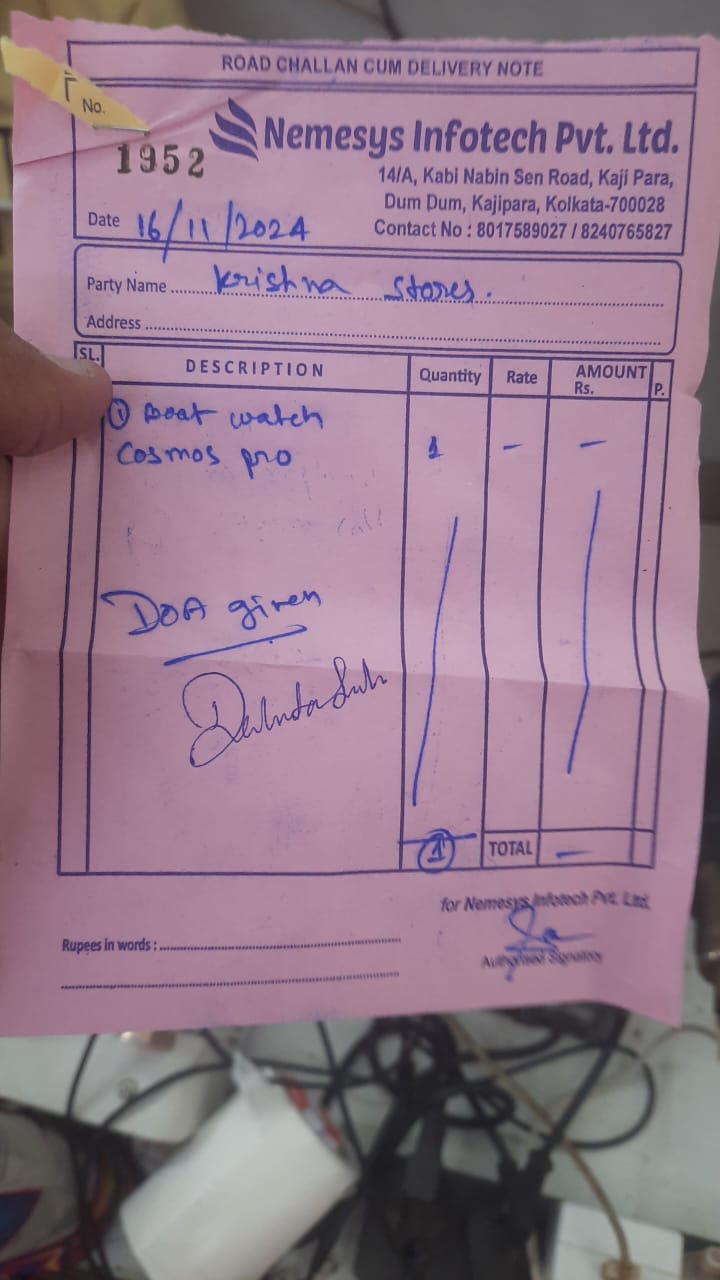 ROAD CHALLAN CUM DELIVERY NOTE
No.
1952
Nemesys Infotech Pvt. Ltd.
14/A, Kabi Nabin Sen Road, Kaji Para,
Dum Dum, Kajipara, Kolkata-700028
Contact No : 8017589027 / 8240765827
Date 16/11/2024
Party Name Krishna Stores.
Address
SL. DESCRIPTION Quantity Rate AMOUNT Rs. P.
① Boat watch
Cosmos pro 1 - -
DOA given
① TOTAL -
for Nemesys Infotech Pvt. Ltd.
Rupees in words :
Authorised Signatory